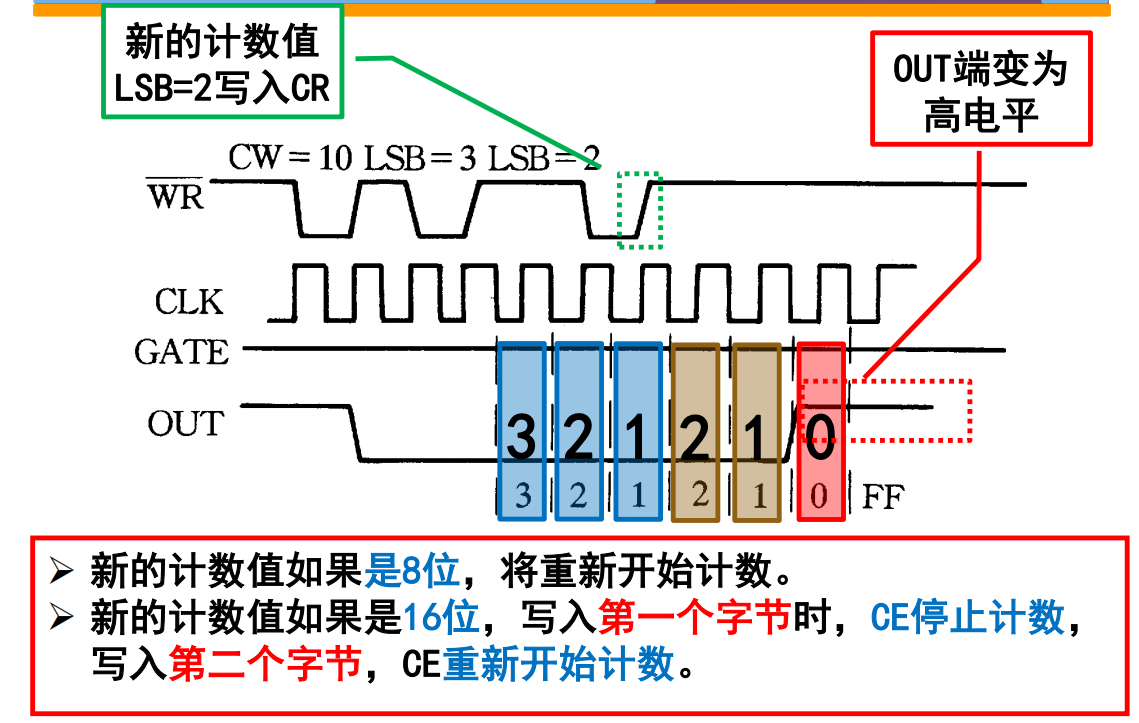 新的计数值
LSB=2写入CR
OUT端变为
高电平
CW = 10 LSB = 3 LSB = 2
WR
CLK
GATE
OUT
3 2 1 2 1 0
3 2 1 2 1 0 FF
➢ 新的计数值如果是8位，将重新开始计数。
➢ 新的计数值如果是16位，写入第一个字节时，CE停止计数，
写入第二个字节，CE重新开始计数。